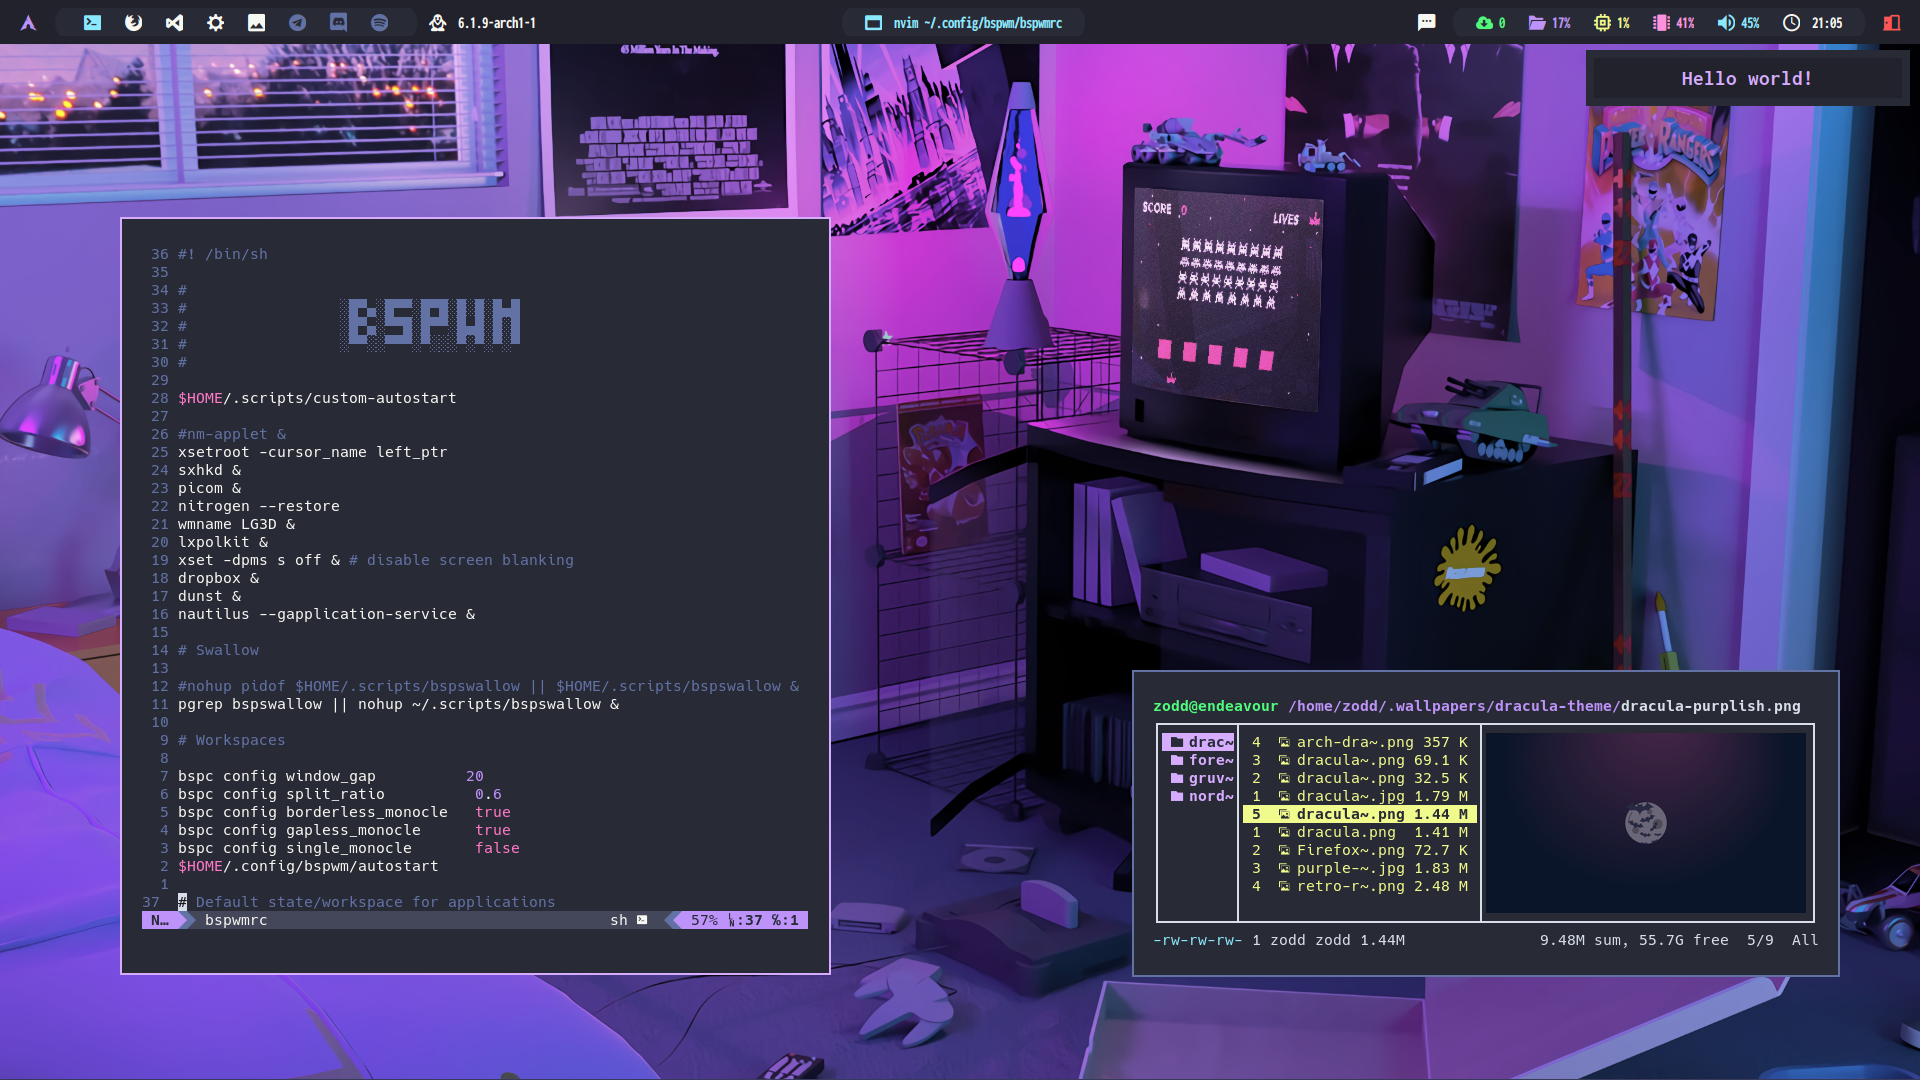 6.1.9-arch1-1
nvim ~/.config/bspwm/bspwmrc
0 17% 1% 41% 45% 21:05
Hello world!
65 Million Years In The Making.
POWER RANGERS
SCORE 0
LIVES
36 #! /bin/sh
35
34 #
33 #
32 # BSPWM
31 #
30 #
29
28 $HOME/.scripts/custom-autostart
27
26 #nm-applet &
25 xsetroot -cursor_name left_ptr
24 sxhkd &
23 picom &
22 nitrogen --restore
21 wmname LG3D &
20 lxpolkit &
19 xset -dpms s off & # disable screen blanking
18 dropbox &
17 dunst &
16 nautilus --gapplication-service &
15
14 # Swallow
13
12 #nohup pidof $HOME/.scripts/bspswallow || $HOME/.scripts/bspswallow &
11 pgrep bspswallow || nohup ~/.scripts/bspswallow &
10
9 # Workspaces
8
7 bspc config window_gap 20
6 bspc config split_ratio 0.6
5 bspc config borderless_monocle true
4 bspc config gapless_monocle true
3 bspc config single_monocle false
2 $HOME/.config/bspwm/autostart
1
37 # Default state/workspace for applications
N… bspwmrc sh 57% :37 %:1
zodd@endeavour /home/zodd/.wallpapers/dracula-theme/dracula-purplish.png
drac~ 4 arch-dra~.png 357 K
fore~ 3 dracula~.png 69.1 K
gruv~ 2 dracula~.png 32.5 K
nord~ 1 dracula~.jpg 1.79 M
5 dracula~.png 1.44 M
1 dracula.png 1.41 M
2 Firefox~.png 72.7 K
3 purple-~.jpg 1.83 M
4 retro-r~.png 2.48 M
-rw-rw-rw- 1 zodd zodd 1.44M 9.48M sum, 55.7G free 5/9 All